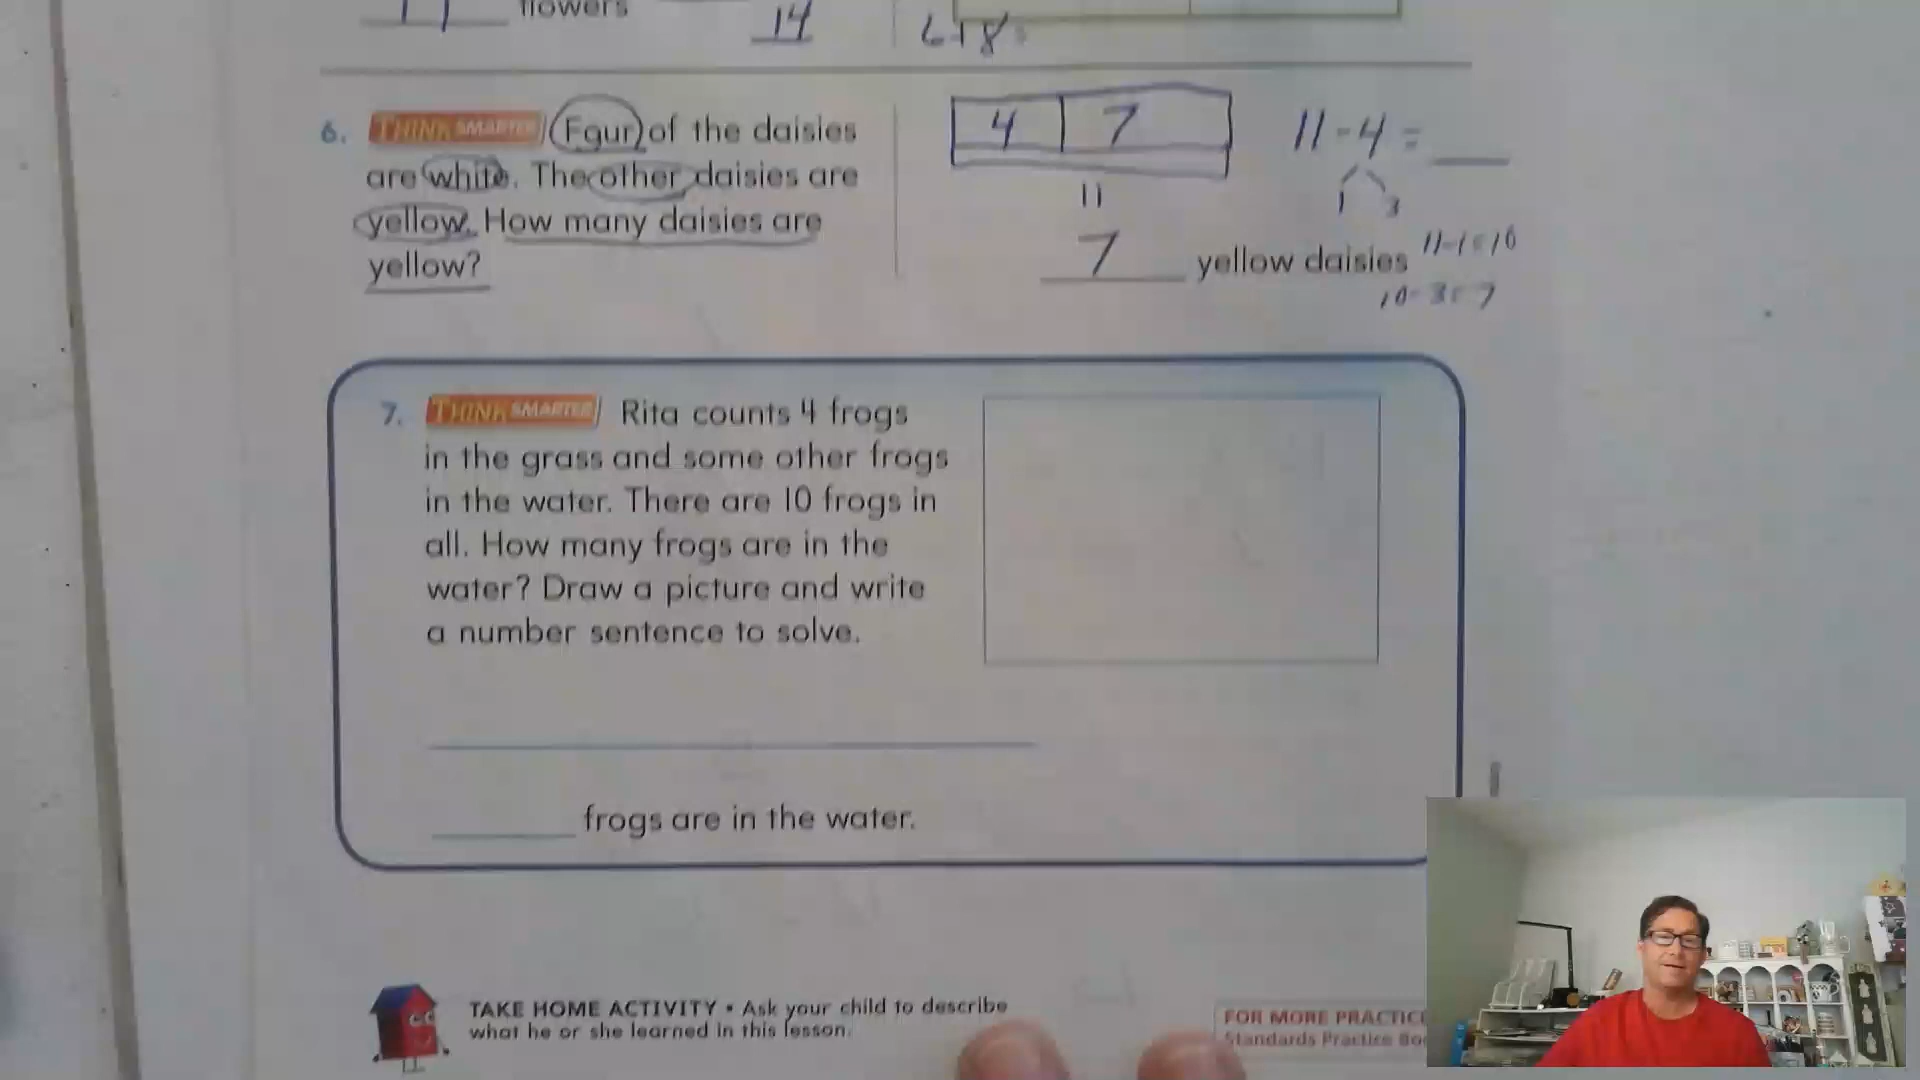 flowers 14 6+8=
6. THINK SMARTER Four of the daisies
are white. The other daisies are
yellow. How many daisies are
yellow?
4 7
11
11-4 = ___
1 3
7 yellow daisies
11-1=10
10-3=7
7. THINK SMARTER Rita counts 4 frogs
in the grass and some other frogs
in the water. There are 10 frogs in
all. How many frogs are in the
water? Draw a picture and write
a number sentence to solve.
___ frogs are in the water.
TAKE HOME ACTIVITY • Ask your child to describe
what he or she learned in this lesson.
FOR MORE PRACTICE
Standards Practice